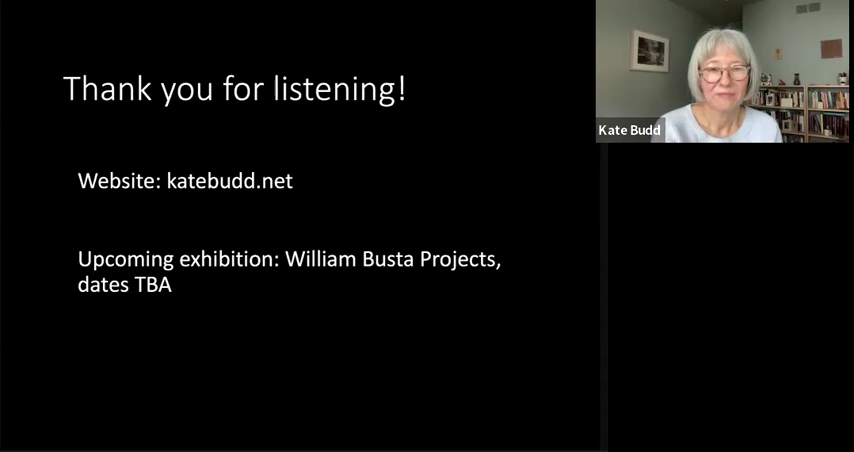 Thank you for listening!
Kate Budd
Website: katebudd.net
Upcoming exhibition: William Busta Projects,
dates TBA